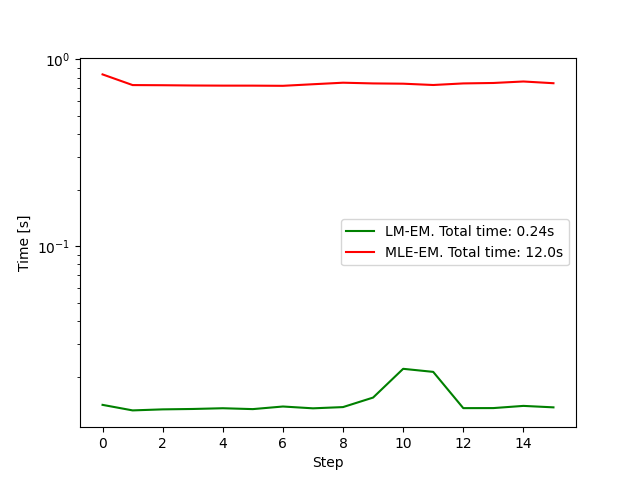 10⁰
10⁻¹
Time [s]
LM-EM. Total time: 0.24s
MLE-EM. Total time: 12.0s
0 2 4 6 8 10 12 14
Step